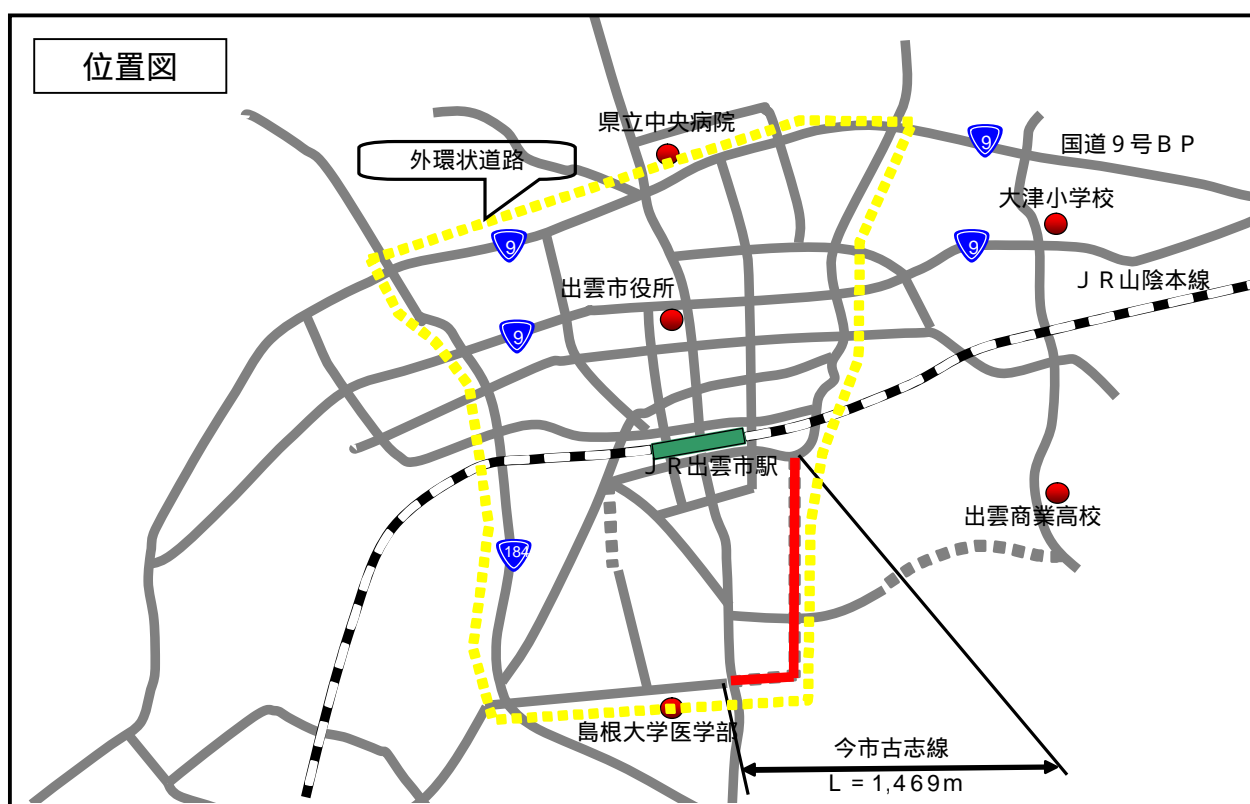 位置図
県立中央病院
外環状道路
9
国道９号ＢＰ
大津小学校
9
9
ＪＲ山陰本線
出雲市役所
9
ＪＲ出雲市駅
出雲商業高校
184
島根大学医学部
今市古志線
Ｌ＝1,469ｍ